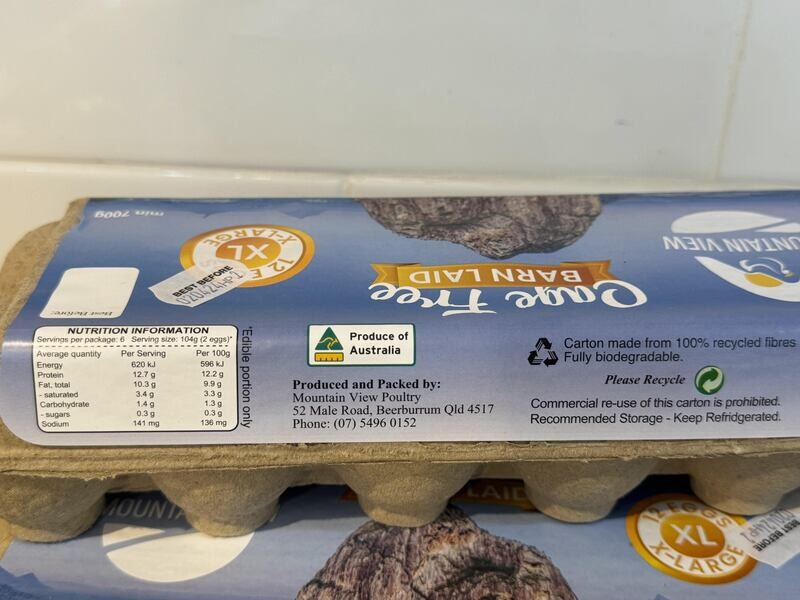 min 700g
12 E
XL
X-LARGE
BEST BEFORE
Best Before:
Cage Free
BARN LAID
UNTAIN VIEW
NUTRITION INFORMATION
Servings per package: 6 Serving size: 104g (2 eggs)*
Average quantity Per Serving Per 100g
Energy 620 kJ 596 kJ
Protein 12.7 g 12.2 g
Fat, total 10.3 g 9.9 g
- saturated 3.4 g 3.3 g
Carbohydrate 1.4 g 1.3 g
- sugars 0.3 g 0.3 g
Sodium 141 mg 136 mg
*Edible portion only
Produce of
Australia
Produced and Packed by:
Mountain View Poultry
52 Male Road, Beerburrum Qld 4517
Phone: (07) 5496 0152
Carton made from 100% recycled fibres
Fully biodegradable.
Please Recycle
Commercial re-use of this carton is prohibited.
Recommended Storage - Keep Refridgerated.
MOUNTA
LAID
12 EGGS
XL
X-LARGE
BEST BEFORE